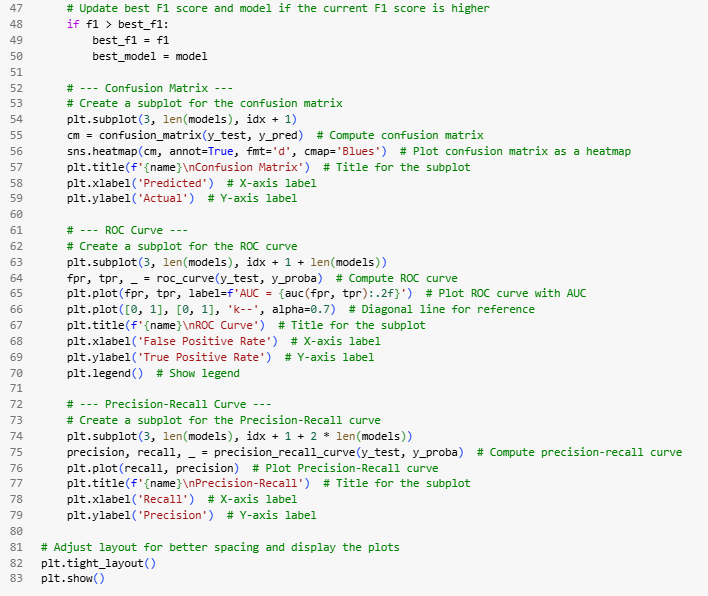 47 # Update best F1 score and model if the current F1 score is higher
48 if f1 > best_f1:
49 best_f1 = f1
50 best_model = model
51
52 # --- Confusion Matrix ---
53 # Create a subplot for the confusion matrix
54 plt.subplot(3, len(models), idx + 1)
55 cm = confusion_matrix(y_test, y_pred)  # Compute confusion matrix
56 sns.heatmap(cm, annot=True, fmt='d', cmap='Blues')  # Plot confusion matrix as a heatmap
57 plt.title(f'{name}\nConfusion Matrix')  # Title for the subplot
58 plt.xlabel('Predicted')  # X-axis label
59 plt.ylabel('Actual')  # Y-axis label
60
61 # --- ROC Curve ---
62 # Create a subplot for the ROC curve
63 plt.subplot(3, len(models), idx + 1 + len(models))
64 fpr, tpr, _ = roc_curve(y_test, y_proba)  # Compute ROC curve
65 plt.plot(fpr, tpr, label=f'AUC = {auc(fpr, tpr):.2f}')  # Plot ROC curve with AUC
66 plt.plot([0, 1], [0, 1], 'k--', alpha=0.7)  # Diagonal line for reference
67 plt.title(f'{name}\nROC Curve')  # Title for the subplot
68 plt.xlabel('False Positive Rate')  # X-axis label
69 plt.ylabel('True Positive Rate')  # Y-axis label
70 plt.legend()  # Show legend
71
72 # --- Precision-Recall Curve ---
73 # Create a subplot for the Precision-Recall curve
74 plt.subplot(3, len(models), idx + 1 + 2 * len(models))
75 precision, recall, _ = precision_recall_curve(y_test, y_proba)  # Compute precision-recall curve
76 plt.plot(recall, precision)  # Plot Precision-Recall curve
77 plt.title(f'{name}\nPrecision-Recall')  # Title for the subplot
78 plt.xlabel('Recall')  # X-axis label
79 plt.ylabel('Precision')  # Y-axis label
80
81 # Adjust layout for better spacing and display the plots
82 plt.tight_layout()
83 plt.show()